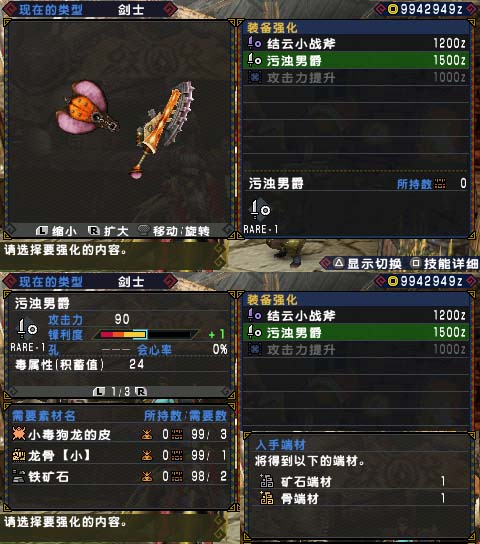 现在的类型 剑士
9942949z
装备强化
结云小战斧 1200z
污浊男爵 1500z
攻击力提升 1000z
污浊男爵 所持数 0
RARE-1
L 缩小 R 扩大 移动/旋转
请选择要强化的内容。
△ 显示切换 □ 技能详细
现在的类型 剑士
9942949z
污浊男爵
攻击力 90
锋利度 +1
RARE-1 孔 --- 会心率 0%
毒属性(积蓄值) 24
L 1/3 R
装备强化
结云小战斧 1200z
污浊男爵 1500z
攻击力提升 1000z
需要素材名 所持数/需要数
小毒狗龙的皮 0 99/ 3
龙骨【小】 0 99/ 1
铁矿石 0 98/ 2
请选择要强化的内容。
入手端材
将得到以下的端材。
矿石端材 1
骨端材 1